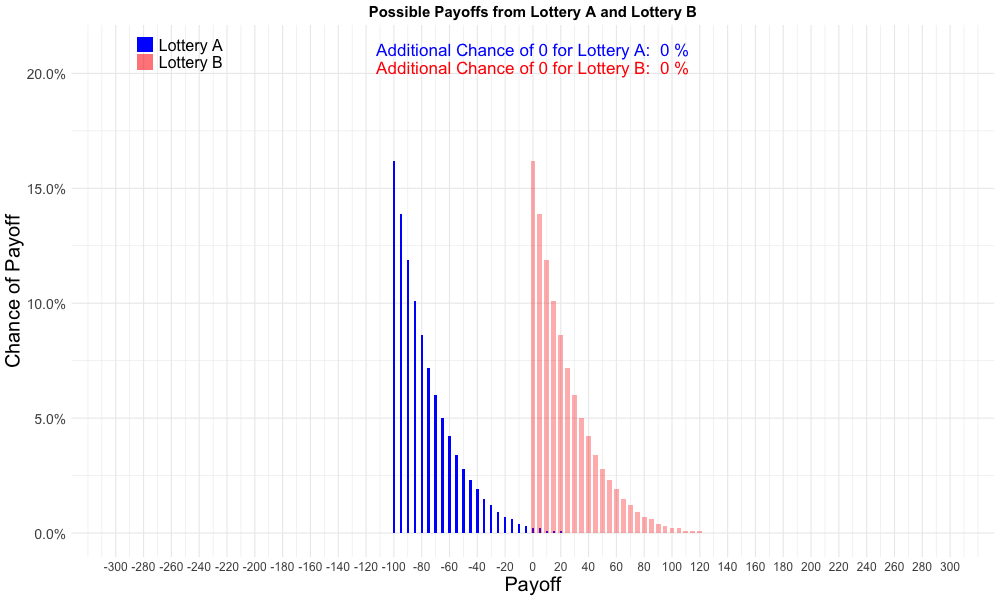 Possible Payoffs from Lottery A and Lottery B
Lottery A
Lottery B
Additional Chance of 0 for Lottery A: 0 %
Additional Chance of 0 for Lottery B: 0 %
Chance of Payoff
20.0%
15.0%
10.0%
5.0%
0.0%
-300 -280 -260 -240 -220 -200 -180 -160 -140 -120 -100 -80 -60 -40 -20 0 20 40 60 80 100 120 140 160 180 200 220 240 260 280 300
Payoff